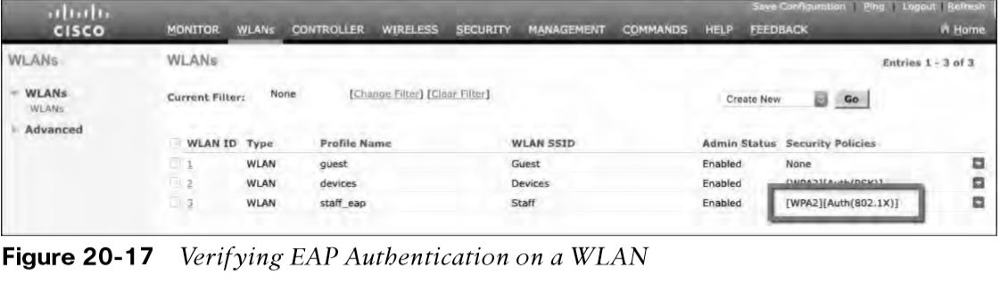 Save Configuration | Ping | Logout | Refresh
CISCO MONITOR WLANs CONTROLLER WIRELESS SECURITY MANAGEMENT COMMANDS HELP FEEDBACK Home
WLANs WLANs Entries 1 - 3 of 3
WLANs Current Filter: None [Change Filter] [Clear Filter] Create New Go
WLANs
Advanced
WLAN ID Type Profile Name WLAN SSID Admin Status Security Policies
1 WLAN guest Guest Enabled None
2 WLAN devices Devices Enabled [WPA2][Auth(PSK)]
3 WLAN staff_eap Staff Enabled [WPA2][Auth(802.1X)]
Figure 20-17 Verifying EAP Authentication on a WLAN